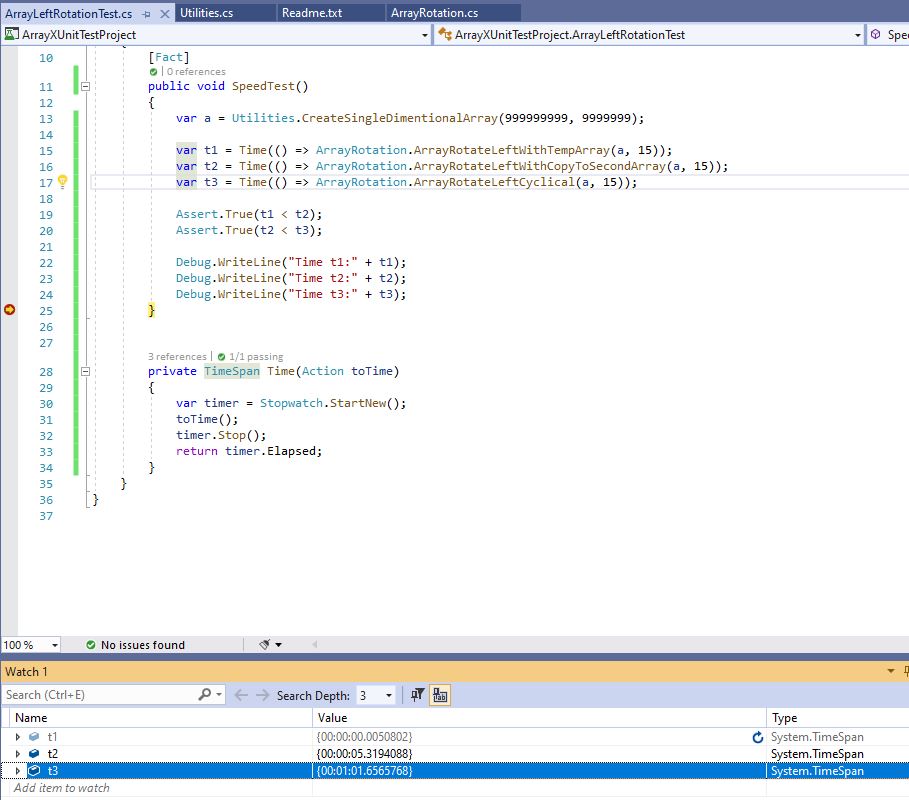 ArrayLeftRotationTest.cs Utilities.cs Readme.txt ArrayRotation.cs
ArrayXUnitTestProject ArrayXUnitTestProject.ArrayLeftRotationTest Spee
10 [Fact]
0 references
11 public void SpeedTest()
12 {
13 var a = Utilities.CreateSingleDimentionalArray(999999999, 9999999);
14
15 var t1 = Time(() => ArrayRotation.ArrayRotateLeftWithTempArray(a, 15));
16 var t2 = Time(() => ArrayRotation.ArrayRotateLeftWithCopyToSecondArray(a, 15));
17 var t3 = Time(() => ArrayRotation.ArrayRotateLeftCyclical(a, 15));
18
19 Assert.True(t1 < t2);
20 Assert.True(t2 < t3);
21
22 Debug.WriteLine("Time t1:" + t1);
23 Debug.WriteLine("Time t2:" + t2);
24 Debug.WriteLine("Time t3:" + t3);
25 }
26
27
3 references | 1/1 passing
28 private TimeSpan Time(Action toTime)
29 {
30 var timer = Stopwatch.StartNew();
31 toTime();
32 timer.Stop();
33 return timer.Elapsed;
34 }
35 }
36 }
37
100 % No issues found
Watch 1
Search (Ctrl+E) Search Depth: 3
Name Value Type
t1 {00:00:00.0050802} System.TimeSpan
t2 {00:00:05.3194088} System.TimeSpan
t3 {00:01:01.6565768} System.TimeSpan
Add item to watch